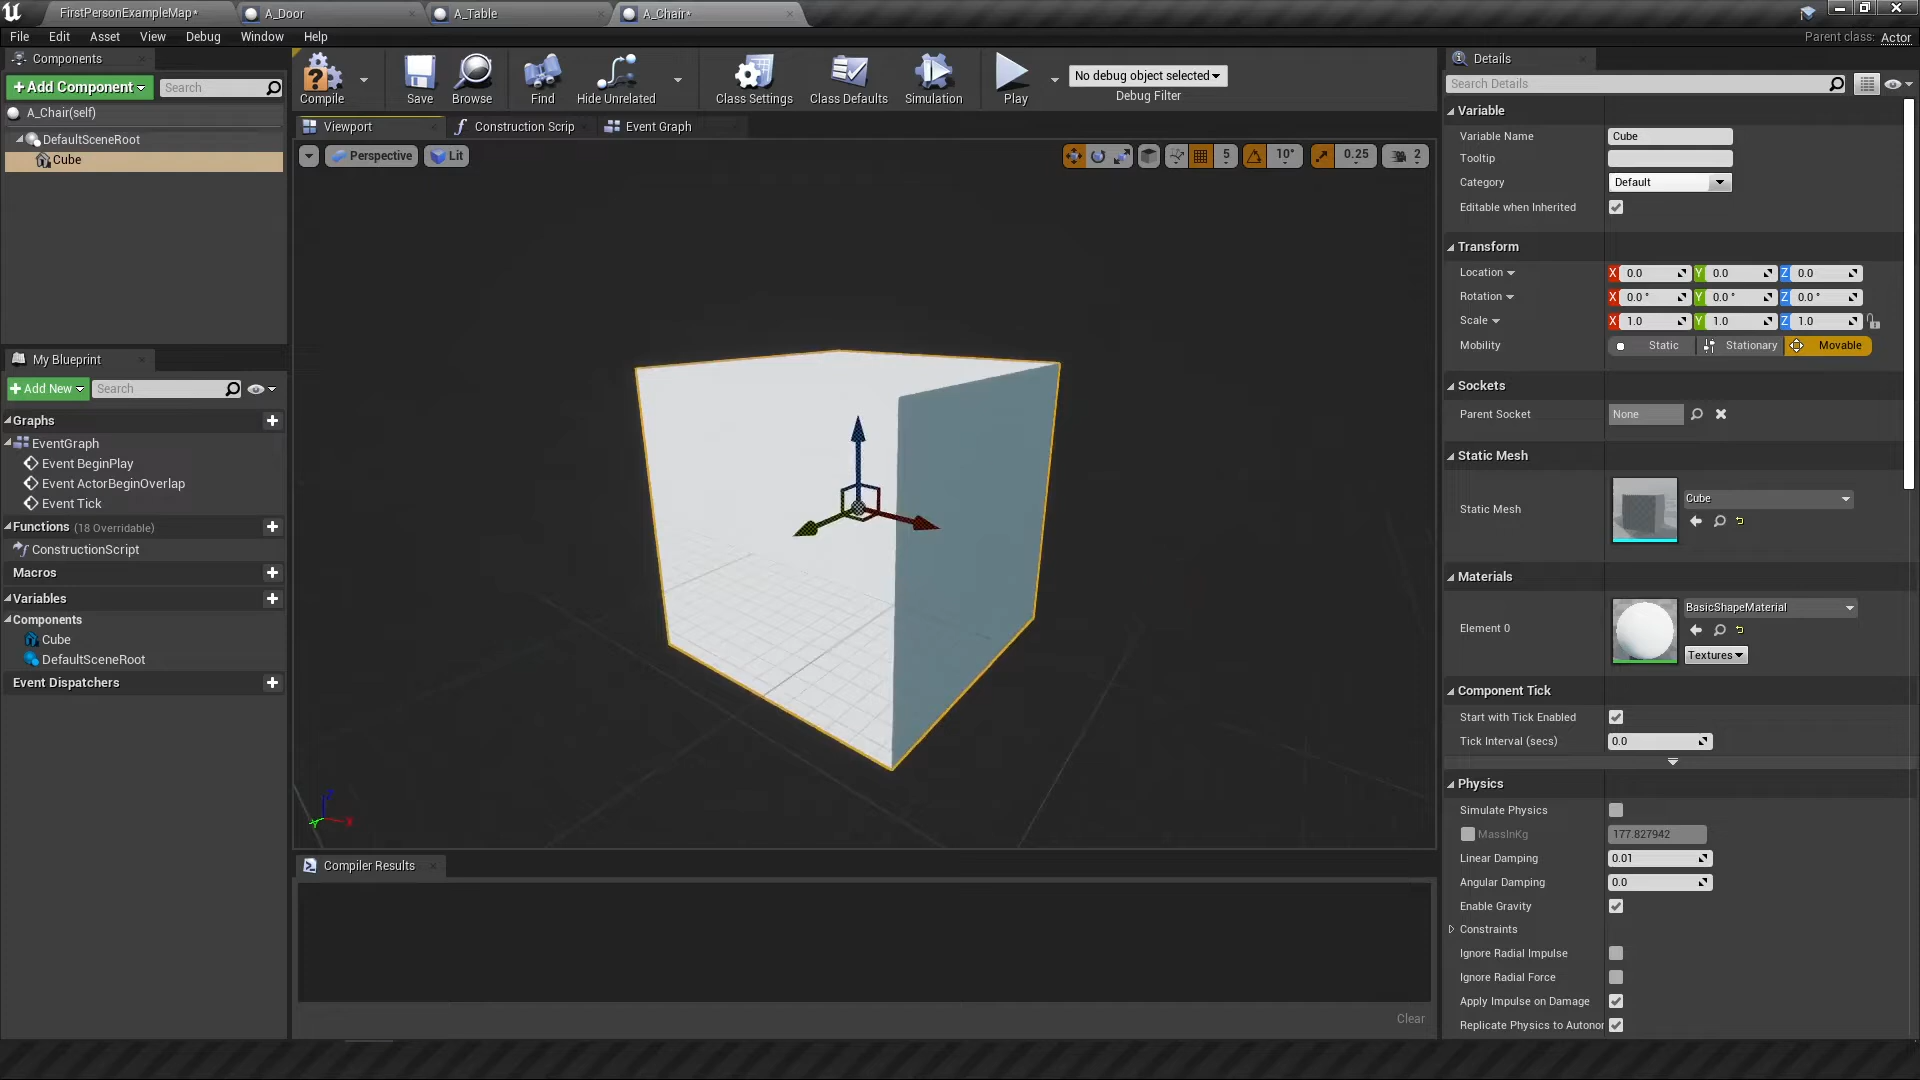 FirstPersonExampleMap*
A_Door
A_Table
A_Chair*
File
Edit
Asset
View
Debug
Window
Help
Parent class: Actor
Components
+Add Component
Search
A_Chair(self)
DefaultSceneRoot
Cube
My Blueprint
+Add New
Search
Graphs
EventGraph
Event BeginPlay
Event ActorBeginOverlap
Event Tick
Functions (18 Overridable)
ConstructionScript
Macros
Variables
Components
Cube
DefaultSceneRoot
Event Dispatchers
Compile
Save
Browse
Find
Hide Unrelated
Class Settings
Class Defaults
Simulation
Play
No debug object selected
Debug Filter
Viewport
Construction Scrip
Event Graph
Perspective
Lit
5
10°
0.25
2
Z
X
Y
Compiler Results
Clear
Details
Search Details
Variable
Variable Name
Cube
Tooltip
Category
Default
Editable when Inherited
Transform
Location
X 0.0 Y 0.0 Z 0.0
Rotation
X 0.0 ° Y 0.0 ° Z 0.0 °
Scale
X 1.0 Y 1.0 Z 1.0
Mobility
Static
Stationary
Movable
Sockets
Parent Socket
None
Static Mesh
Static Mesh
Cube
Materials
Element 0
BasicShapeMaterial
Textures
Component Tick
Start with Tick Enabled
Tick Interval (secs)
0.0
Physics
Simulate Physics
MassInKg
177.827942
Linear Damping
0.01
Angular Damping
0.0
Enable Gravity
Constraints
Ignore Radial Impulse
Ignore Radial Force
Apply Impulse on Damage
Replicate Physics to Autonor